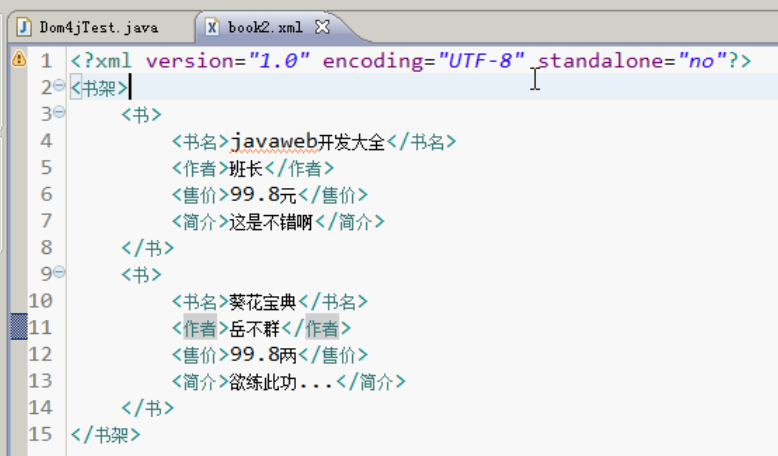 Dom4jTest.java book2.xml
1 <?xml version="1.0" encoding="UTF-8" standalone="no"?>
2 <书架>
3 <书>
4 <书名>javaweb开发大全</书名>
5 <作者>班长</作者>
6 <售价>99.8元</售价>
7 <简介>这是不错啊</简介>
8 </书>
9 <书>
10 <书名>葵花宝典</书名>
11 <作者>岳不群</作者>
12 <售价>99.8两</售价>
13 <简介>欲练此功...</简介>
14 </书>
15 </书架>